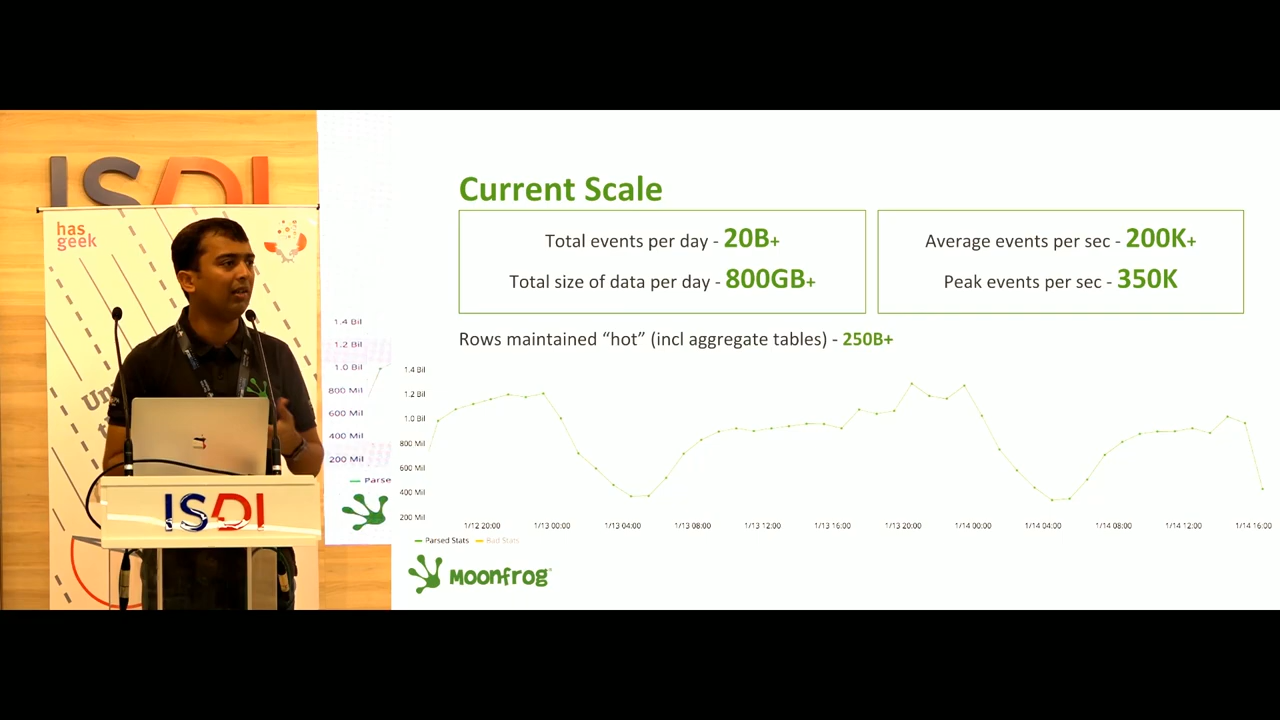 ISDI
has
geek
Un
ISDI
1.4 Bil
1.2 Bil
1.0 Bil
800 Mil
600 Mil
400 Mil
200 Mil
Parse
Current Scale
Total events per day - 20B+
Total size of data per day - 800GB+
Average events per sec - 200K+
Peak events per sec - 350K
Rows maintained “hot” (incl aggregate tables) - 250B+
1.4 Bil
1.2 Bil
1.0 Bil
800 Mil
600 Mil
400 Mil
200 Mil
1/12 20:00 1/13 00:00 1/13 04:00 1/13 08:00 1/13 12:00 1/13 16:00 1/13 20:00 1/14 00:00 1/14 04:00 1/14 08:00 1/14 12:00 1/14 16:00
Parsed Stats Bad Stats
Moonfrog